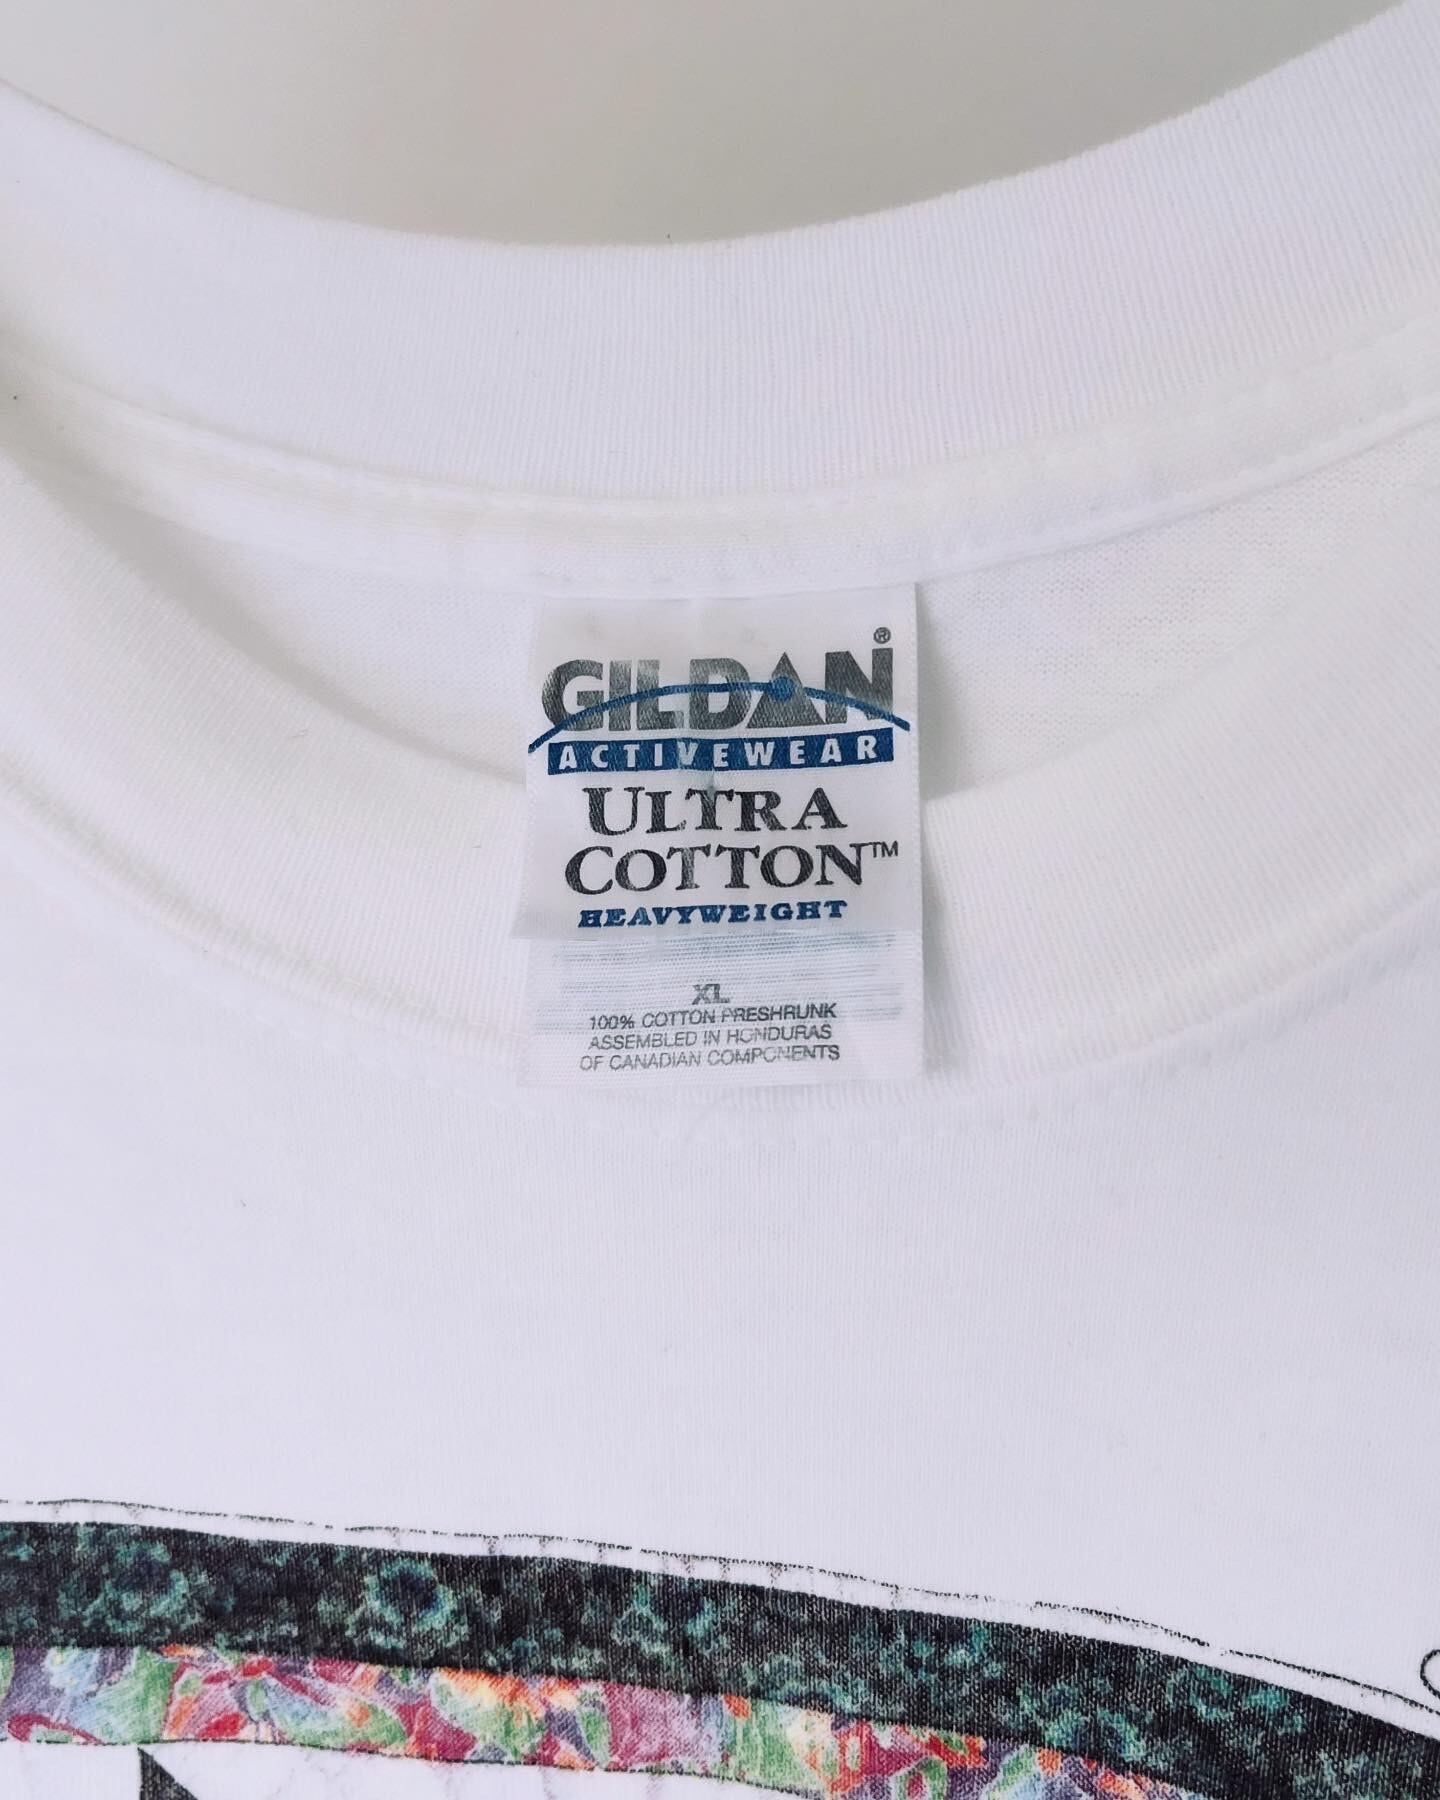 GILDAN®
ACTIVEWEAR
ULTRA
COTTON™
HEAVYWEIGHT
XL
100% COTTON PRESHRUNK
ASSEMBLED IN HONDURAS
OF CANADIAN COMPONENTS